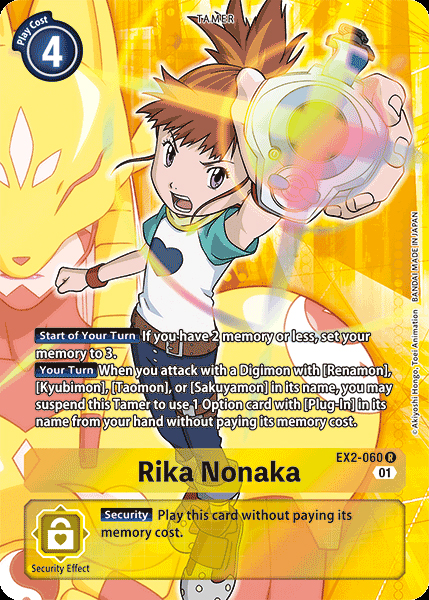 TAMER
Play Cost
4
Start of Your Turn If you have 2 memory or less, set your
memory to 3.
Your Turn When you attack with a Digimon with [Renamon],
[Kyubimon], [Taomon], or [Sakuyamon] in its name, you may
suspend this Tamer to use 1 Option card with [Plug-In] in its
name from your hand without paying its memory cost.
©Akiyoshi Hongo, Toei Animation BANDAI MADE IN JAPAN
EX2-060 R
Rika Nonaka
01
Security Play this card without paying its
memory cost.
Security Effect